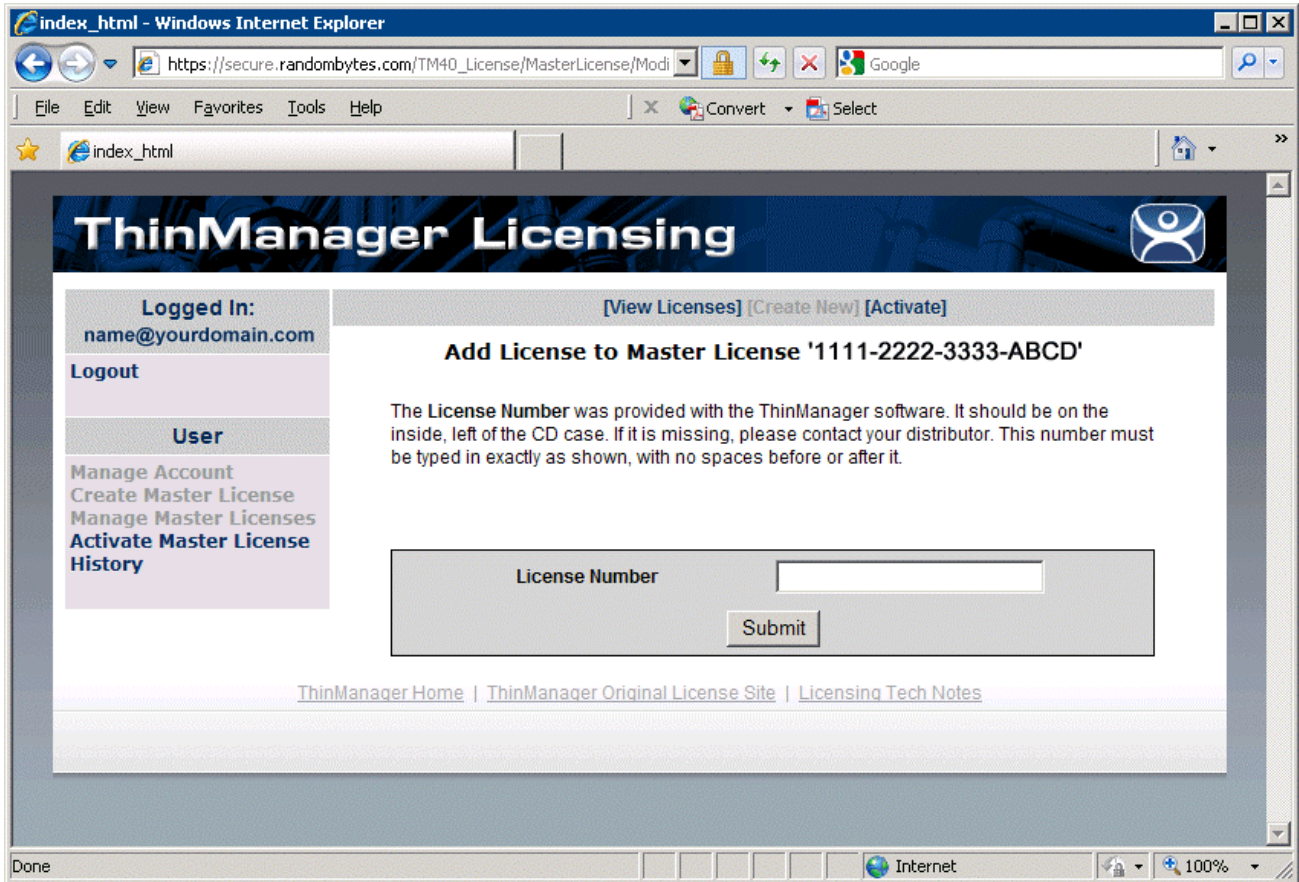 index_html - Windows Internet Explorer
https://secure.randombytes.com/TM40_License/MasterLicense/Modi
Google
File Edit View Favorites Tools Help
Convert Select
index_html
ThinManager Licensing
Logged In:
name@yourdomain.com
Logout
User
Manage Account
Create Master License
Manage Master Licenses
Activate Master License
History
[View Licenses] [Create New] [Activate]
Add License to Master License '1111-2222-3333-ABCD'
The License Number was provided with the ThinManager software. It should be on the
inside, left of the CD case. If it is missing, please contact your distributor. This number must
be typed in exactly as shown, with no spaces before or after it.
License Number
Submit
ThinManager Home | ThinManager Original License Site | Licensing Tech Notes
Done
Internet
100%